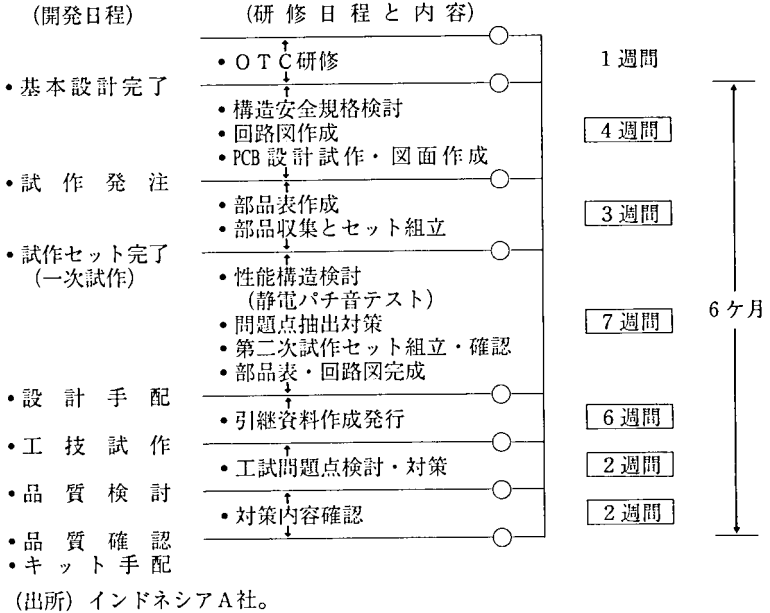 (開発日程) (研修日程と内容)
・OTC研修 1週間
・基本設計完了
・構造安全規格検討
・回路図作成 4週間
・PCB設計試作・図面作成
・試作発注
・部品表作成 3週間
・部品収集とセット組立
・試作セット完了
(一次試作)
・性能構造検討
(静電パチ音テスト)
・問題点抽出対策 7週間 6ケ月
・第二次試作セット組立・確認
・部品表・回路図完成
・設計手配
・引継資料作成発行 6週間
・工技試作
・工試問題点検討・対策 2週間
・品質検討
・対策内容確認 2週間
・品質確認
・キット手配
(出所) インドネシアA社。